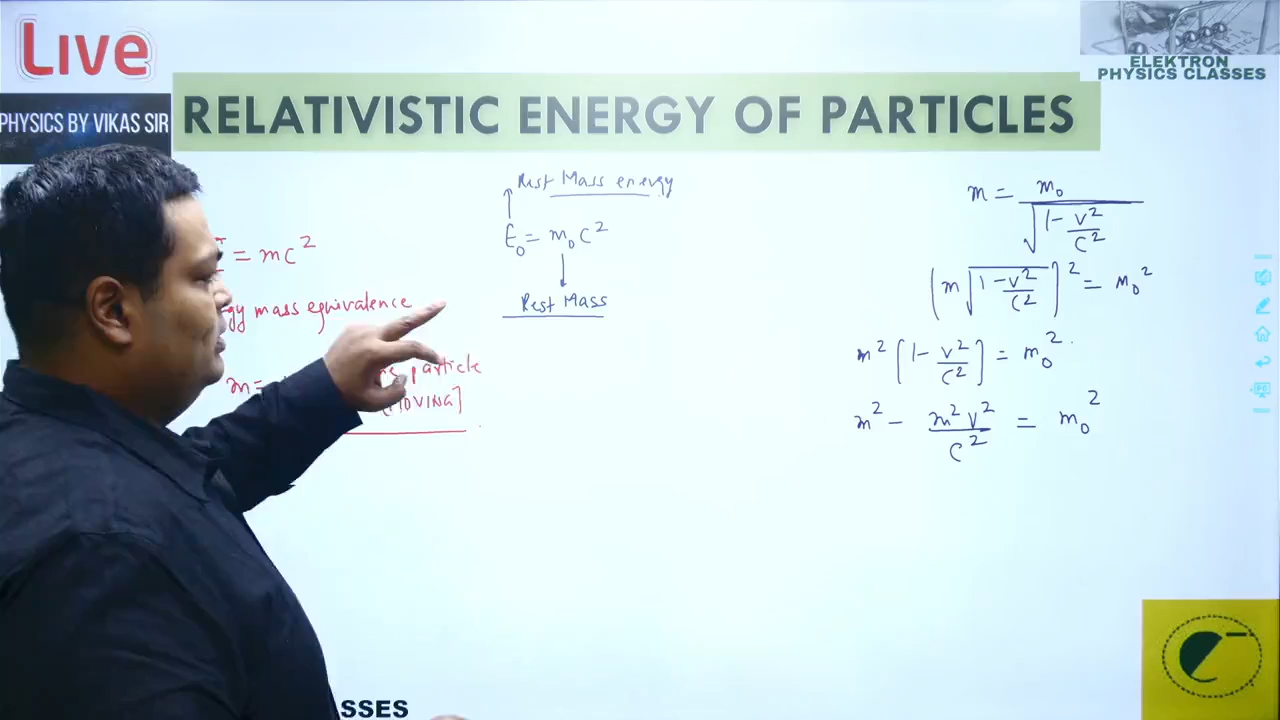 Live
ELEKTRON
PHYSICS CLASSES
PHYSICS BY VIKAS SIR
RELATIVISTIC ENERGY OF PARTICLES
= mc²
gy mass equivalence
m =
particle
[MOVING]
Rest Mass energy
E₀ = m₀c²
Rest Mass
m = m₀ / √(1 - v²/c²)
(m√(1 - v²/c²))² = m₀²
m² [1 - v²/c²] = m₀²
m² - m²v²/c² = m₀²
SSES